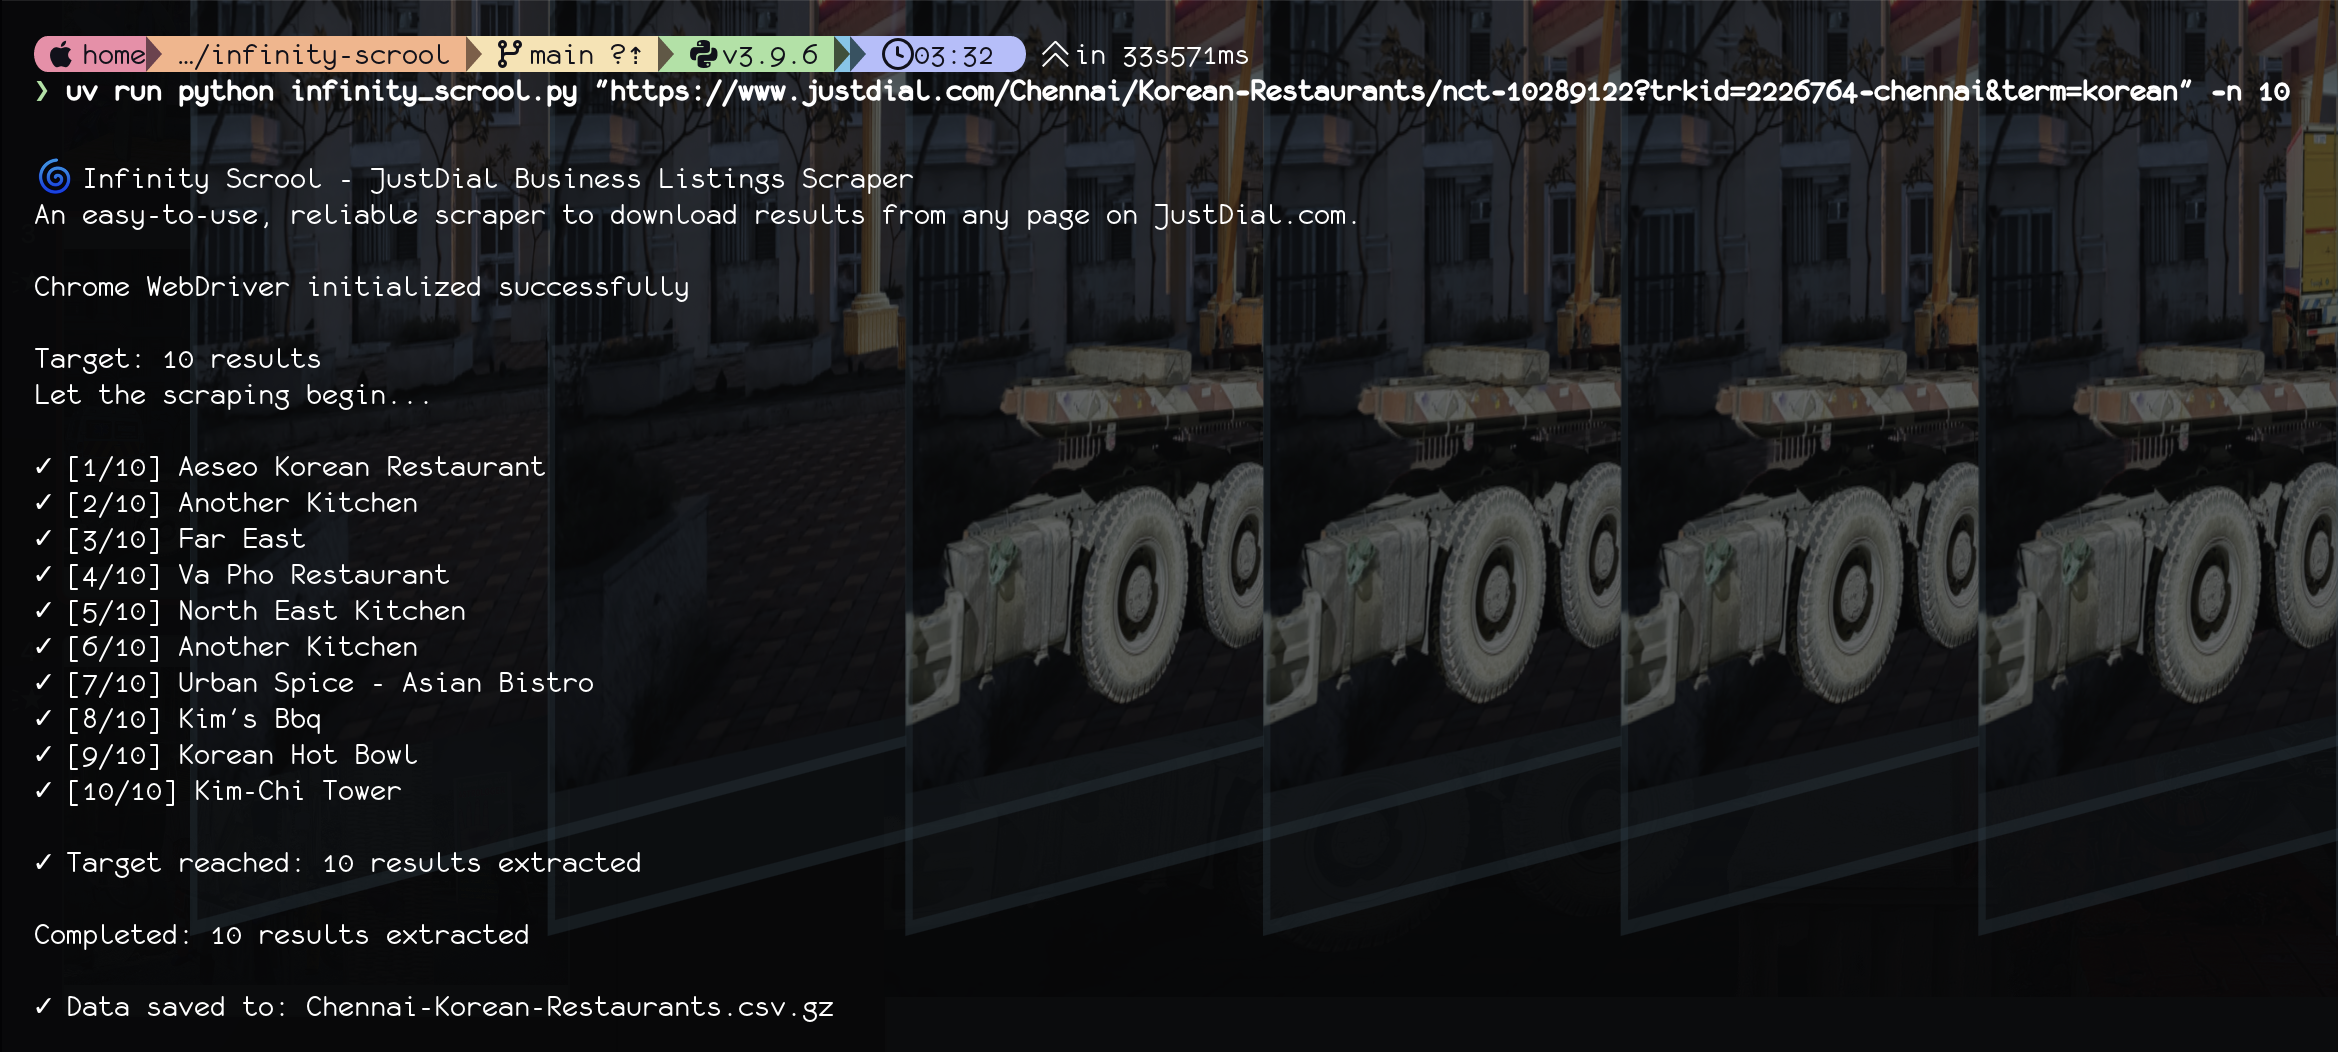 home …/infinity-scrool main ?↑ v3.9.6 03:32 in 33s571ms
❯ uv run python infinity_scrool.py "https://www.justdial.com/Chennai/Korean-Restaurants/nct-10289122?trkid=2226764-chennai&term=korean" -n 10
🌀 Infinity Scrool - JustDial Business Listings Scraper
An easy-to-use, reliable scraper to download results from any page on JustDial.com.
Chrome WebDriver initialized successfully
Target: 10 results
Let the scraping begin...
✓ [1/10] Aeseo Korean Restaurant
✓ [2/10] Another Kitchen
✓ [3/10] Far East
✓ [4/10] Va Pho Restaurant
✓ [5/10] North East Kitchen
✓ [6/10] Another Kitchen
✓ [7/10] Urban Spice - Asian Bistro
✓ [8/10] Kim's Bbq
✓ [9/10] Korean Hot Bowl
✓ [10/10] Kim-Chi Tower
✓ Target reached: 10 results extracted
Completed: 10 results extracted
✓ Data saved to: Chennai-Korean-Restaurants.csv.gz